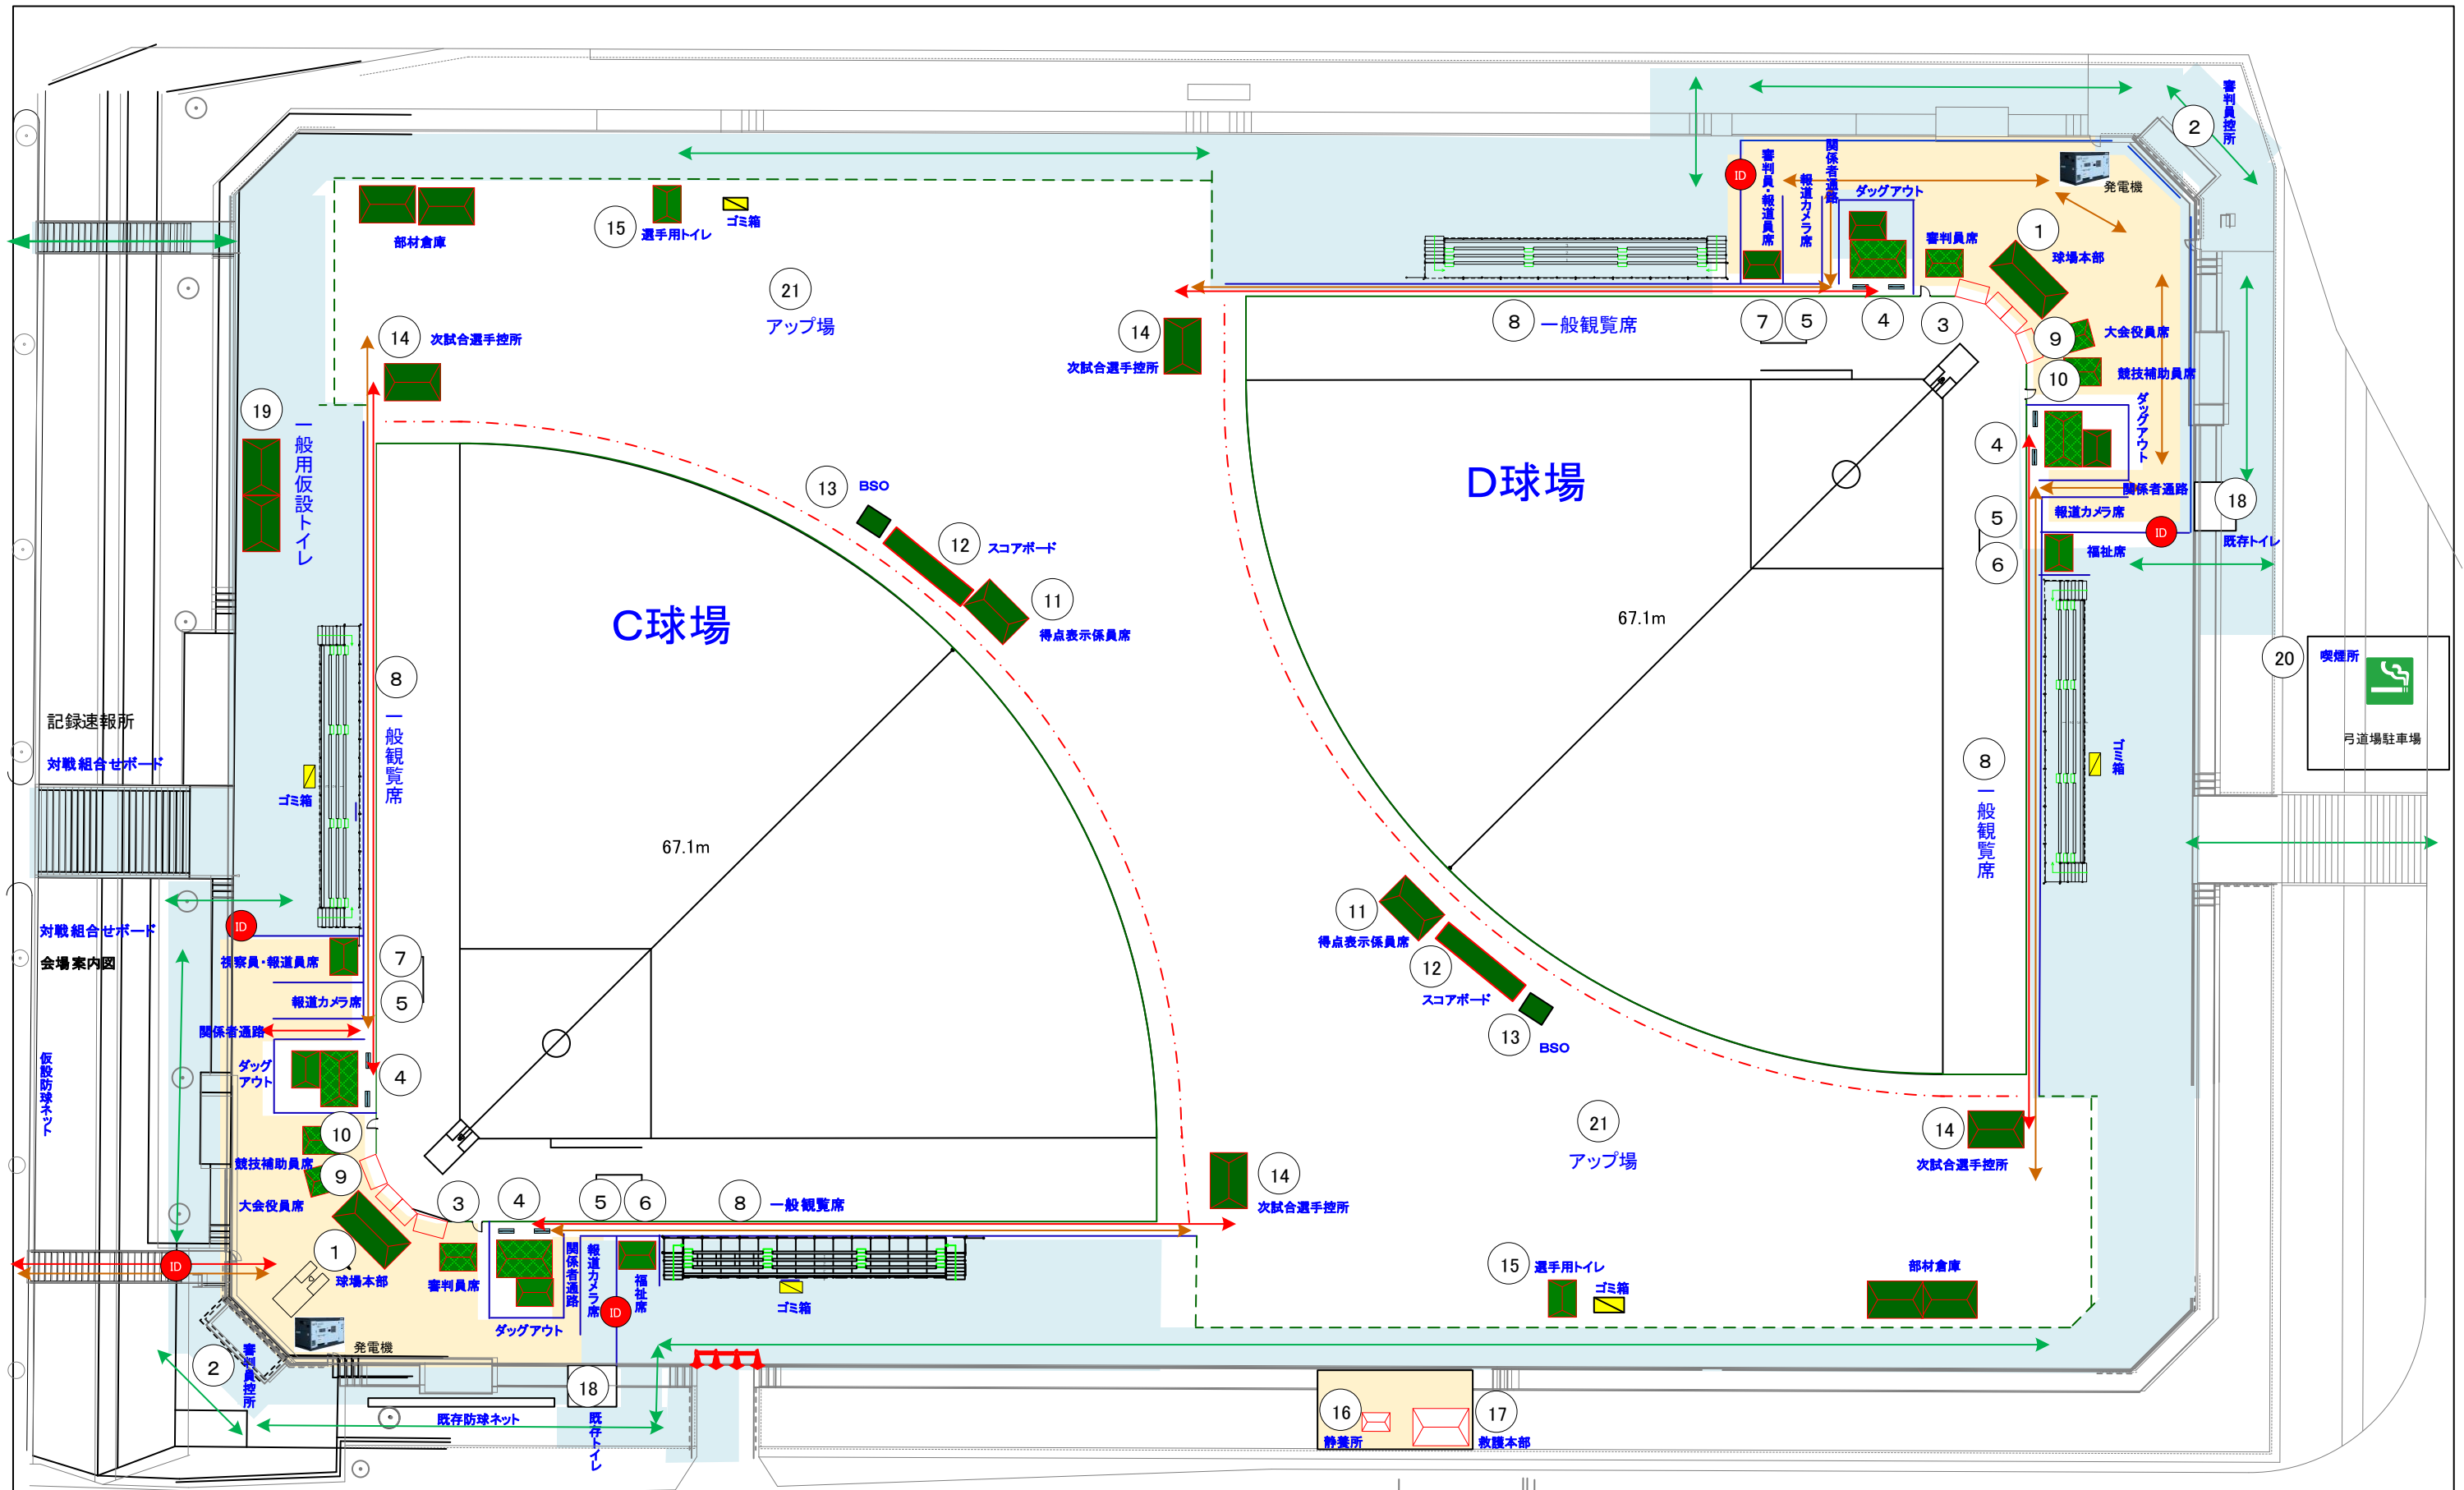 2
審判員控所
ID
審判員・報道員席
報道カメラ席
関係者通路
ダッグアウト
発電機
部材倉庫
15
選手用トイレ
ゴミ箱
審判員席
1
球場本部
21
アップ場
14
次試合選手控所
14
次試合選手控所
8
一般観覧席
7
5
4
3
9
大会役員席
10
競技補助員席
19
一般用仮設トイレ
4
ダッグアウト
関係者通路
13
BSO
D球場
5
報道カメラ席
ID
18
既存トイレ
12
スコアボード
6
福祉席
11
得点表示係員席
C球場
67.1m
20
喫煙所
弓道場駐車場
8
一般観覧席
記録速報所
対戦組合せボード
ゴミ箱
8
一般観覧席
ゴミ箱
67.1m
11
得点表示係員席
対戦組合せボード
ID
会場案内図
視察員・報道員席
7
12
スコアボード
報道カメラ席
5
関係者通路
13
BSO
仮設防球ネット
ダッグ
アウト
4
21
アップ場
14
次試合選手控所
10
競技補助員席
9
大会役員席
3
4
5
6
8
一般観覧席
14
次試合選手控所
1
球場本部
ID
審判員席
関係者通路
報道カメラ席
福祉席
ID
ゴミ箱
ダッグアウト
15
選手用トイレ
ゴミ箱
部材倉庫
発電機
2
審判員控所
18
既存トイレ
既存防球ネット
16
静養所
17
救護本部